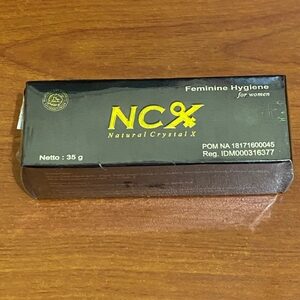 Feminine Hygiene
for women
NCX
Natural Crystal X
Netto : 35 g
POM NA 18171600045
Reg. IDM000316377